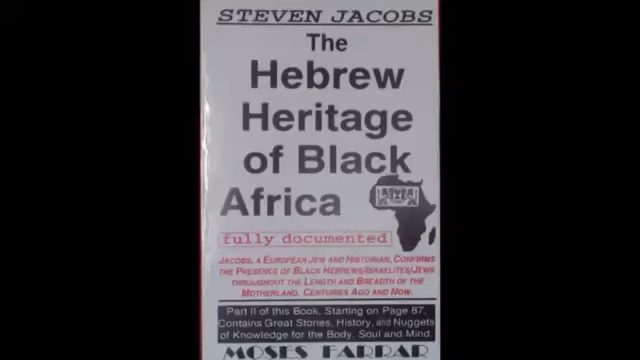 STEVEN JACOBS
The
Hebrew
Heritage
of Black
Africa
fully documented
JACOBS, A EUROPEAN JEW AND HISTORIAN, CONFIRMS
THE PRESENCE OF BLACK HEBREWS/ISRAELITES/JEWS
THROUGHOUT THE LENGTH AND BREADTH OF THE
MOTHERLAND, CENTURIES AGO AND NOW.
Part II of this Book, Starting on Page 87,
Contains Great Stories, History, and Nuggets
of Knowledge for the Body, Soul and Mind.
MOSES FARRAR